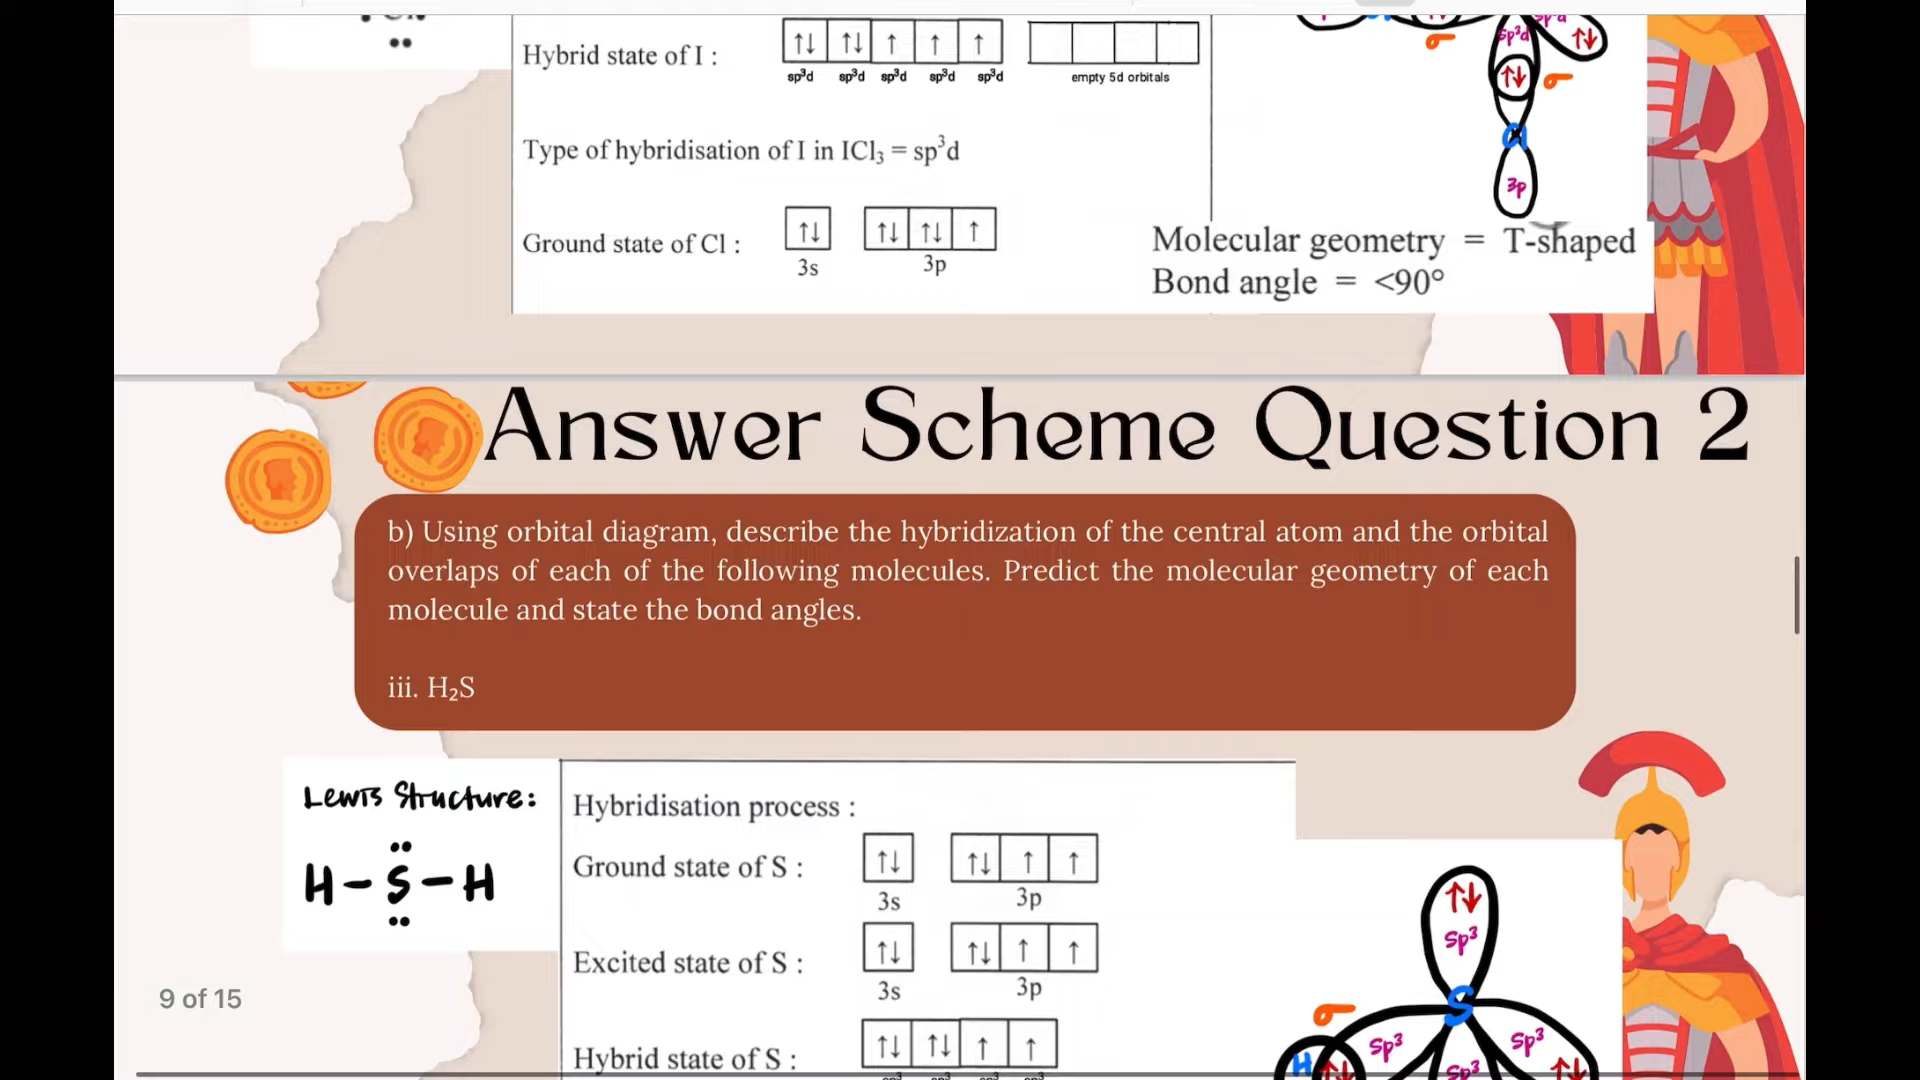 Hybrid state of I :
↑↓ ↑↓ ↑ ↑ ↑
sp³d sp³d sp³d sp³d sp³d
empty 5d orbitals
Type of hybridisation of I in ICl₃ = sp³d
Ground state of Cl :
↑↓ ↑↓ ↑↓ ↑
3s 3p
σ
sp³d
↑↓
↑↓
σ
Cl
3p
Molecular geometry = T-shaped
Bond angle = <90°
Answer Scheme Question 2
b) Using orbital diagram, describe the hybridization of the central atom and the orbital
overlaps of each of the following molecules. Predict the molecular geometry of each
molecule and state the bond angles.
iii. H₂S
Lewis Structure:
H–S–H
Hybridisation process :
Ground state of S :
↑↓ ↑↓ ↑ ↑
3s 3p
Excited state of S :
↑↓ ↑↓ ↑ ↑
3s 3p
Hybrid state of S :
↑↓ ↑↓ ↑ ↑
↑↓
Sp³
S
σ
Sp³
Sp³
H
Sp³
9 of 15